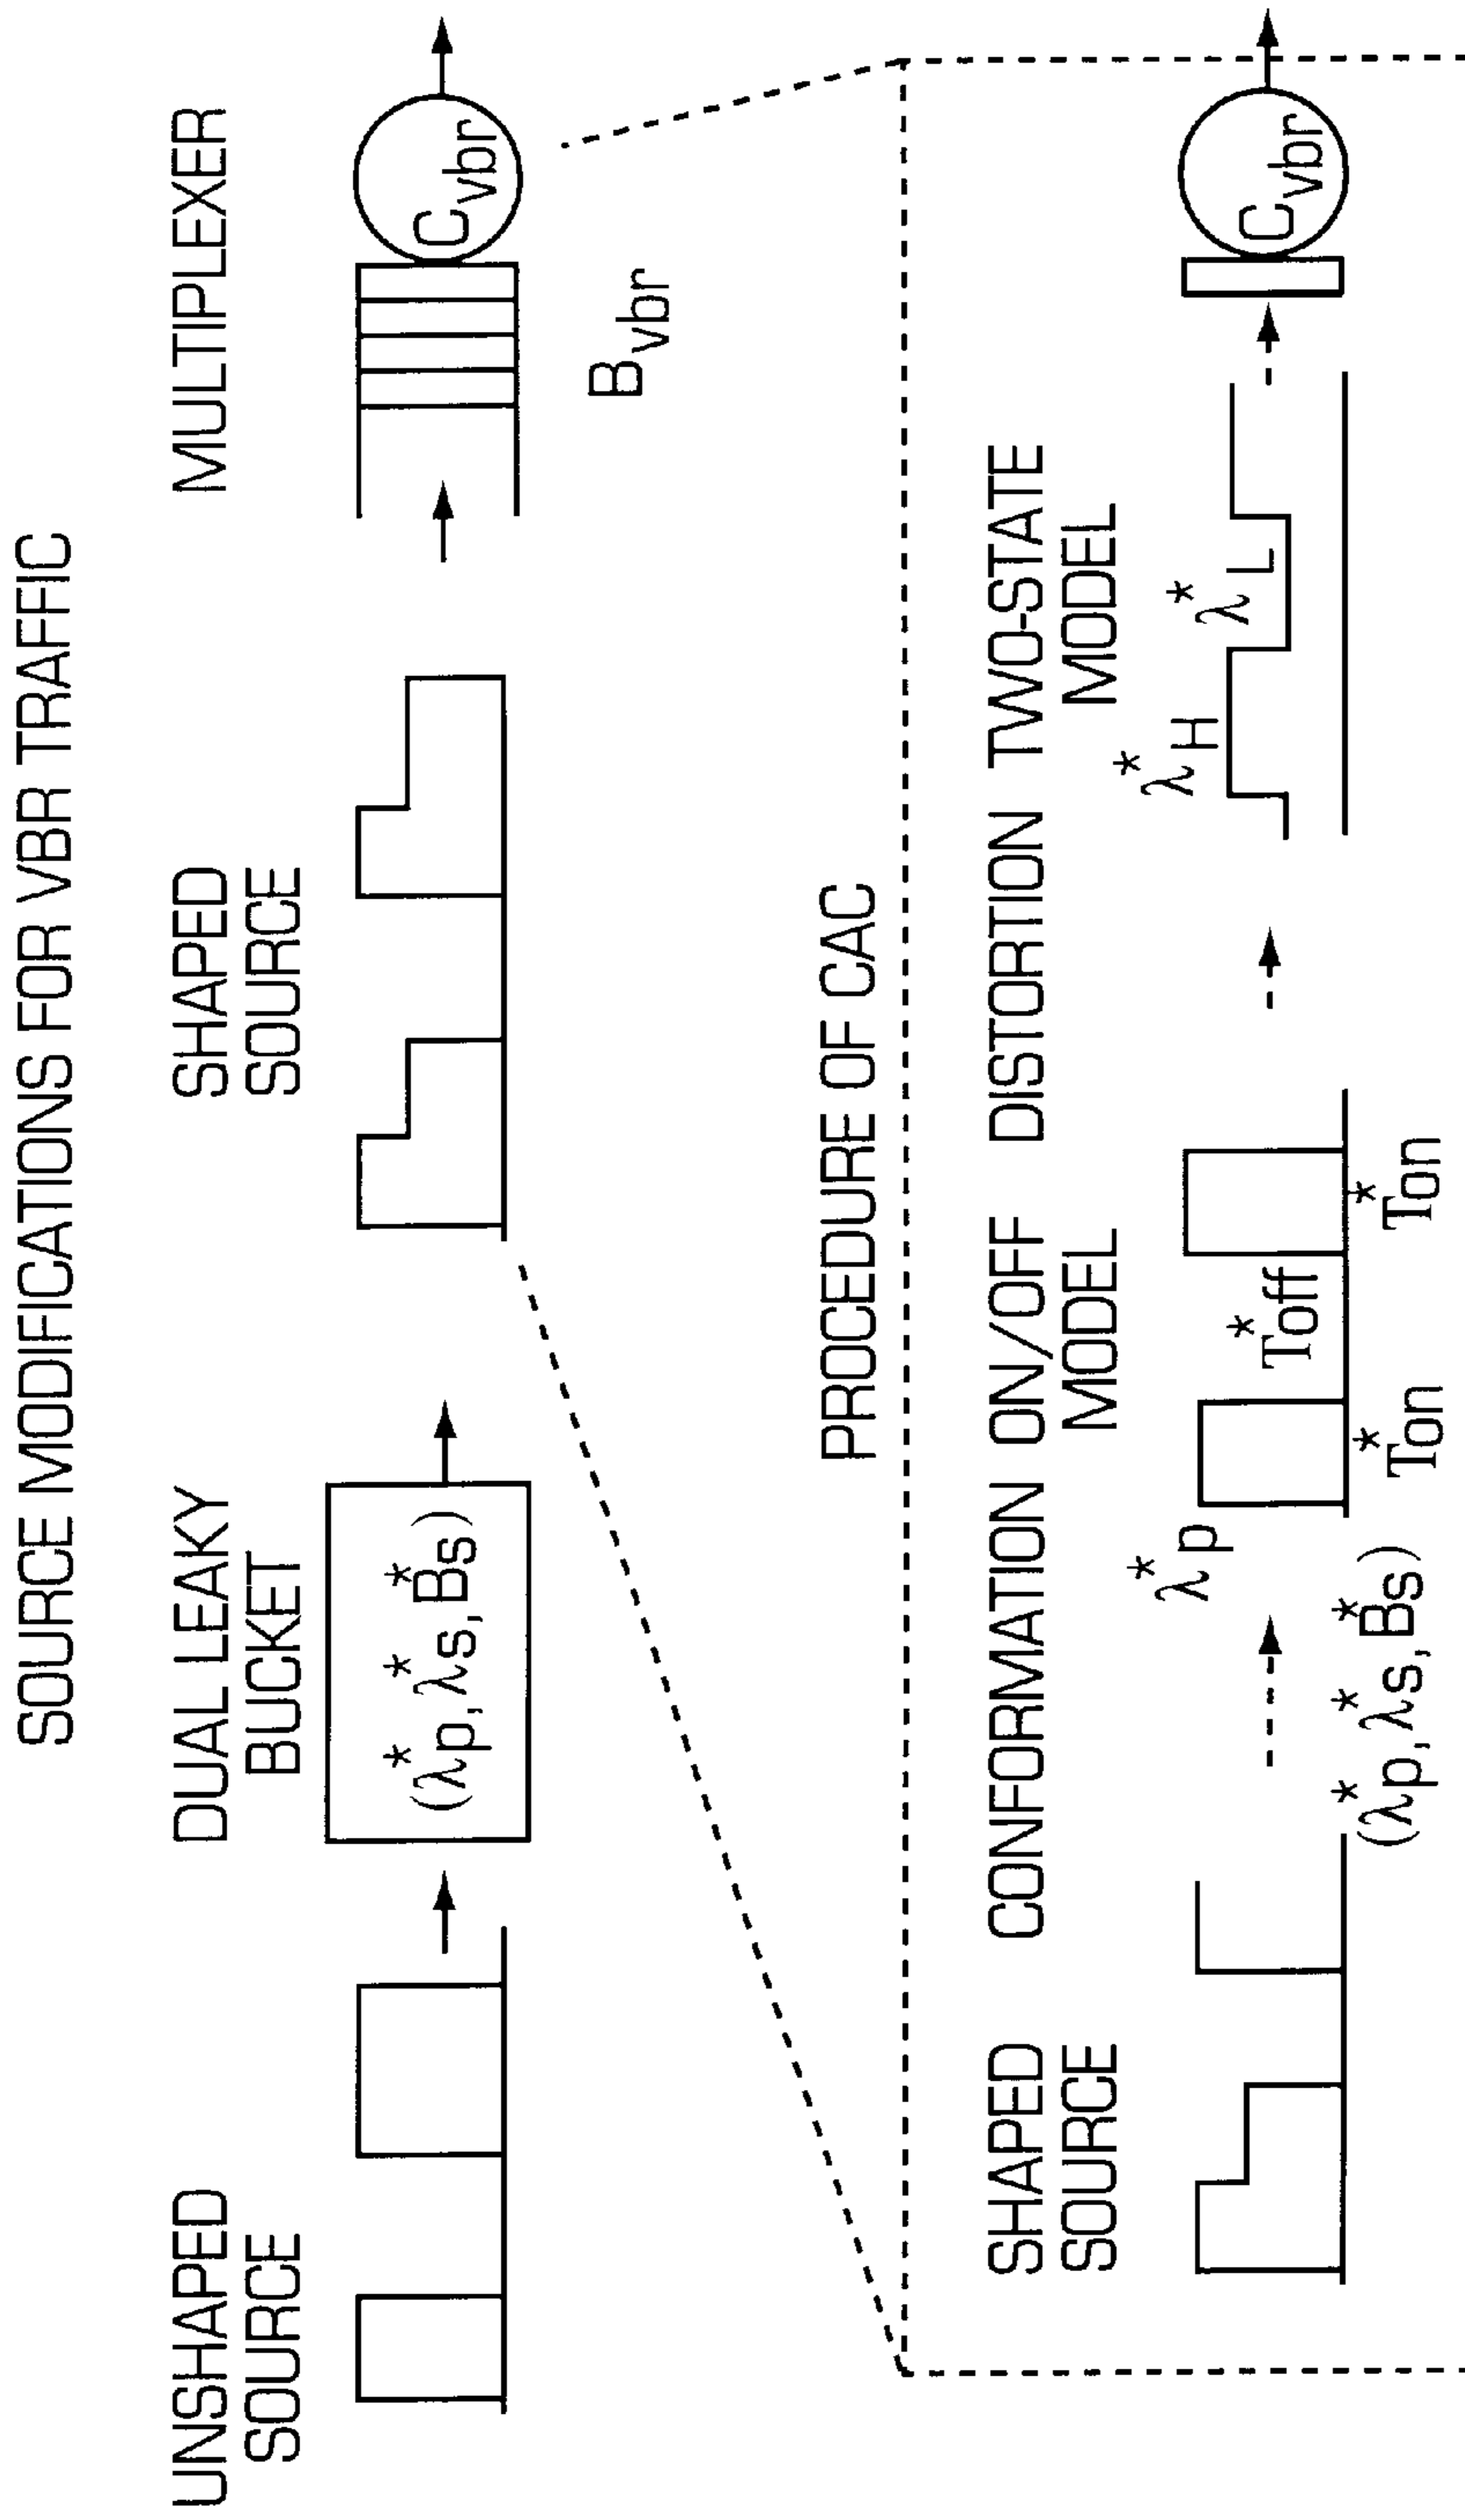 SOURCE MODIFICATIONS FOR VBR TRAFFIC
UNSHAPED
SOURCE
DUAL LEAKY
BUCKET
(λ*p,λ*s,B*s)
SHAPED
SOURCE
MULTIPLEXER
Cvbr
Bvbr
PROCEDURE OF CAC
SHAPED
SOURCE
CONFORMATION
ON/OFF
MODEL
DISTORTION
TWO-STATE
MODEL
(λ*p,λ*s,B*s)
λ*p
T*on
T*off
T*on
λ*H
λ*L
Cvbr